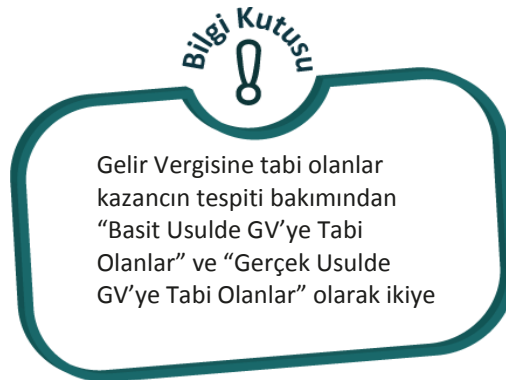 Bilgi Kutusu
Gelir Vergisine tabi olanlar
kazancın tespiti bakımından
“Basit Usulde GV’ye Tabi
Olanlar” ve “Gerçek Usulde
GV’ye Tabi Olanlar” olarak ikiye